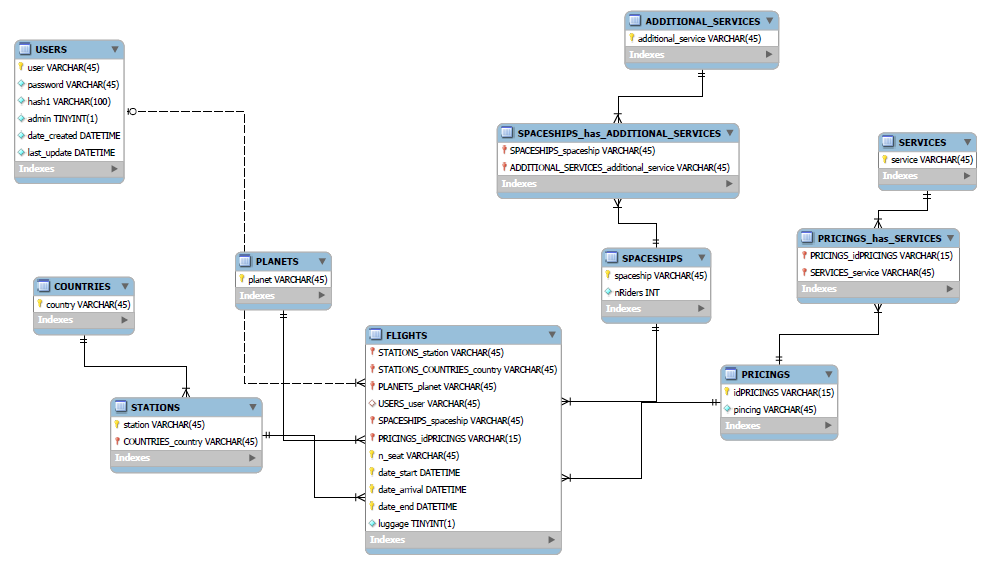 USERS
user VARCHAR(45)
password VARCHAR(45)
hash1 VARCHAR(100)
admin TINYINT(1)
date_created DATETIME
last_update DATETIME
Indexes
ADDITIONAL_SERVICES
additional_service VARCHAR(45)
Indexes
SPACESHIPS_has_ADDITIONAL_SERVICES
SPACESHIPS_spaceship VARCHAR(45)
ADDITIONAL_SERVICES_additional_service VARCHAR(45)
Indexes
SERVICES
service VARCHAR(45)
Indexes
PRICINGS_has_SERVICES
PRICINGS_idPRICINGS VARCHAR(15)
SERVICES_service VARCHAR(45)
Indexes
PLANETS
planet VARCHAR(45)
Indexes
SPACESHIPS
spaceship VARCHAR(45)
nRiders INT
Indexes
COUNTRIES
country VARCHAR(45)
Indexes
FLIGHTS
STATIONS_station VARCHAR(45)
STATIONS_COUNTRIES_country VARCHAR(45)
PLANETS_planet VARCHAR(45)
USERS_user VARCHAR(45)
SPACESHIPS_spaceship VARCHAR(45)
PRICINGS_idPRICINGS VARCHAR(15)
n_seat VARCHAR(45)
date_start DATETIME
date_arrival DATETIME
date_end DATETIME
luggage TINYINT(1)
Indexes
PRICINGS
idPRICINGS VARCHAR(15)
pincing VARCHAR(45)
Indexes
STATIONS
station VARCHAR(45)
COUNTRIES_country VARCHAR(45)
Indexes